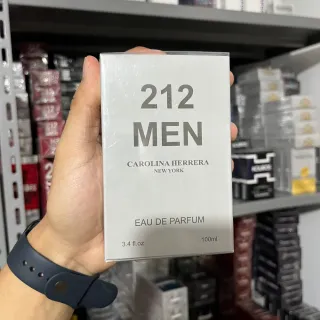 212
MEN
CAROLINA HERRERA
NEW YORK
EAU DE PARFUM
3.4 fl.oz 100ml